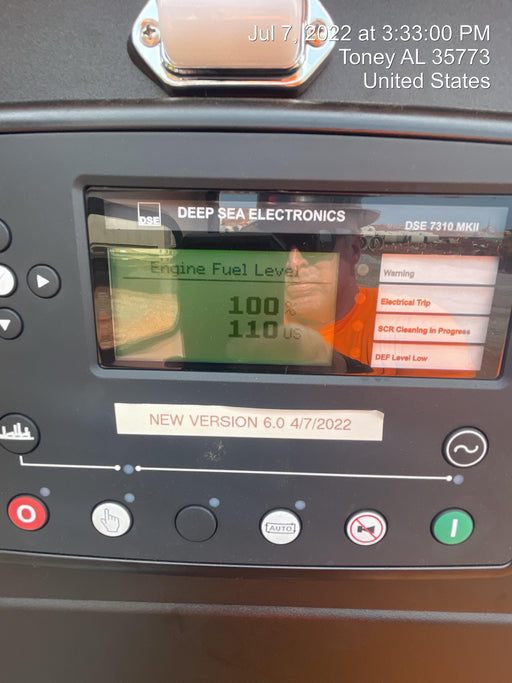 Jul 7, 2022 at 3:33:00 PM
Toney AL 35773
United States
DSE
DEEP SEA ELECTRONICS
DSE 7310 MKII
Engine Fuel Level
100 %
110 US
Warning
Electrical Trip
SCR Cleaning In Progress
DEF Level Low
NEW VERSION 6.0 4/7/2022
O
AUTO
I